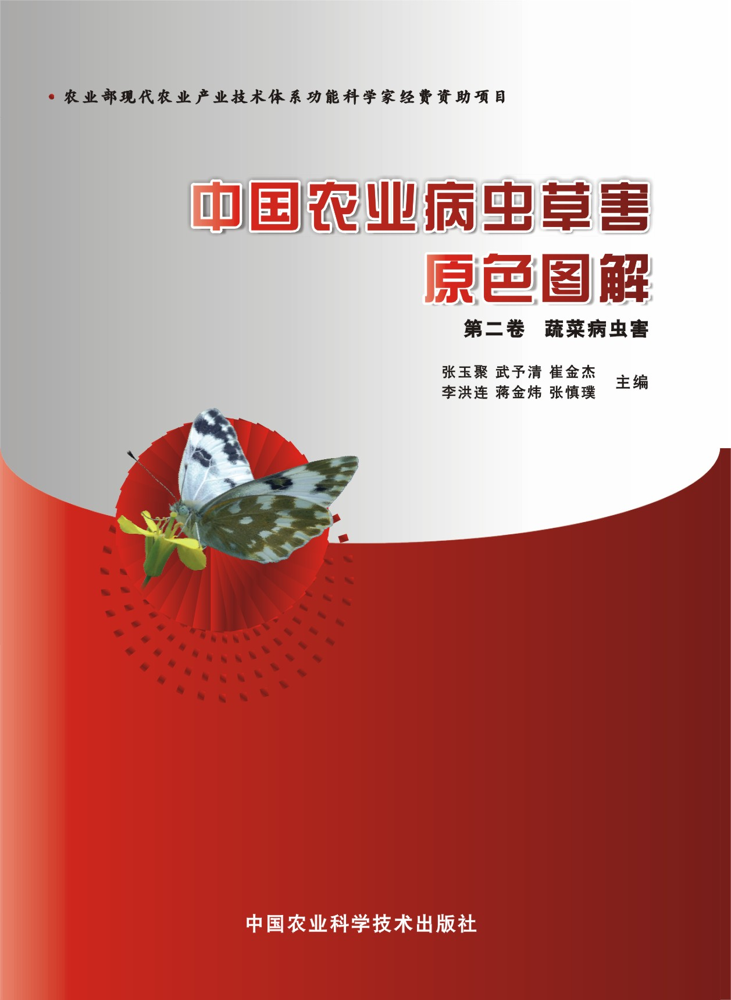 • 农业部现代农业产业技术体系功能科学家经费资助项目
中国农业病虫草害
原色图解
第二卷 蔬菜病虫害
张玉聚 武予清 崔金杰
李洪连 蒋金炜 张慎璞
主编
中国农业科学技术出版社